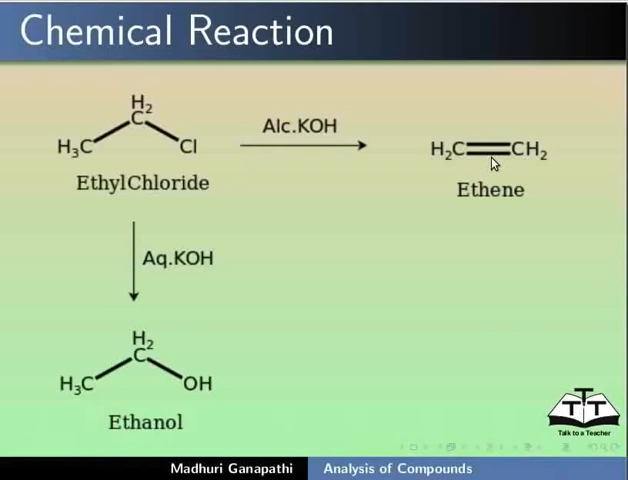 Chemical Reaction
H2
C
H3C Cl
EthylChloride
Alc.KOH
H2C CH2
Ethene
Aq.KOH
H2
C
H3C OH
Ethanol
T
T T
Talk to a Teacher
Madhuri Ganapathi Analysis of Compounds